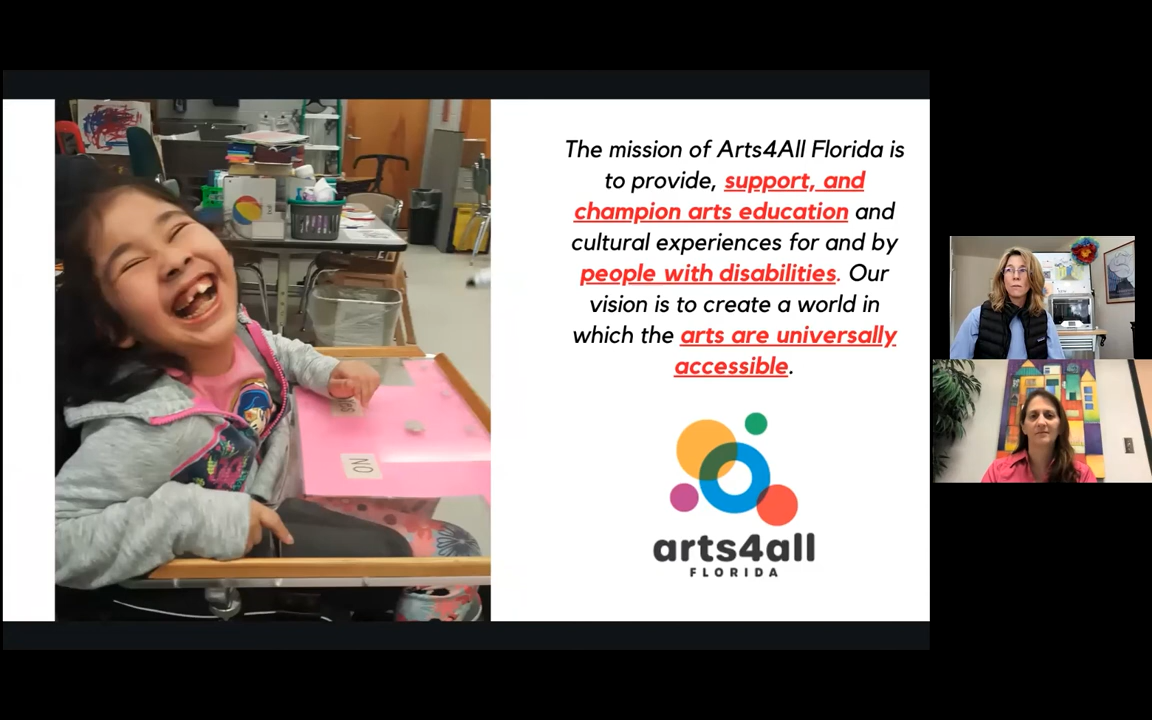 The mission of Arts4All Florida is
to provide, support, and
champion arts education and
cultural experiences for and by
people with disabilities. Our
vision is to create a world in
which the arts are universally
accessible.
NO
arts4all
FLORIDA